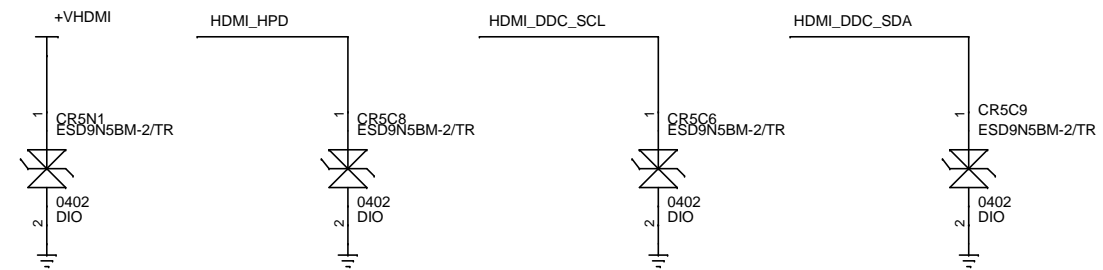 +VHDMI
HDMI_HPD
HDMI_DDC_SCL
HDMI_DDC_SDA
1
CR5N1
ESD9N5BM-2/TR
0402
DIO
2
1
CR5C8
ESD9N5BM-2/TR
0402
DIO
2
1
CR5C6
ESD9N5BM-2/TR
0402
DIO
2
1
CR5C9
ESD9N5BM-2/TR
0402
DIO
2